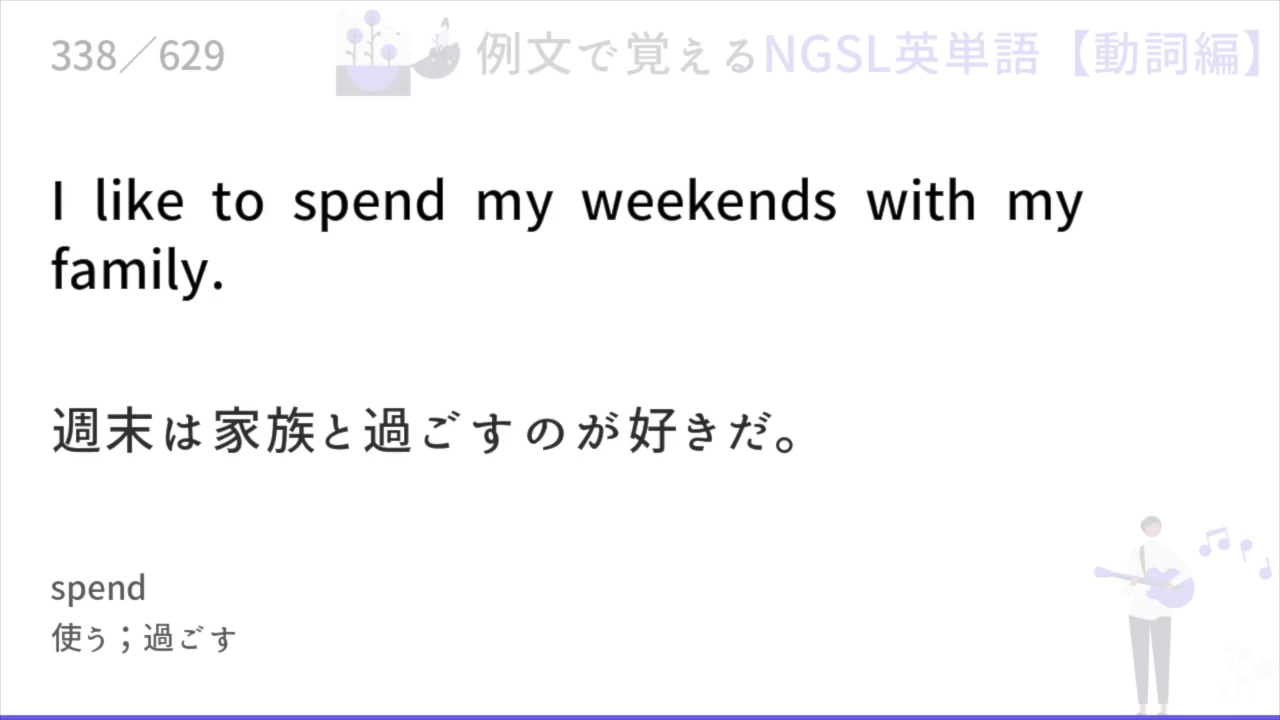 338／629
例文で覚えるNGSL英単語【動詞編】
I like to spend my weekends with my
family.
週末は家族と過ごすのが好きだ。
spend
使う；過ごす